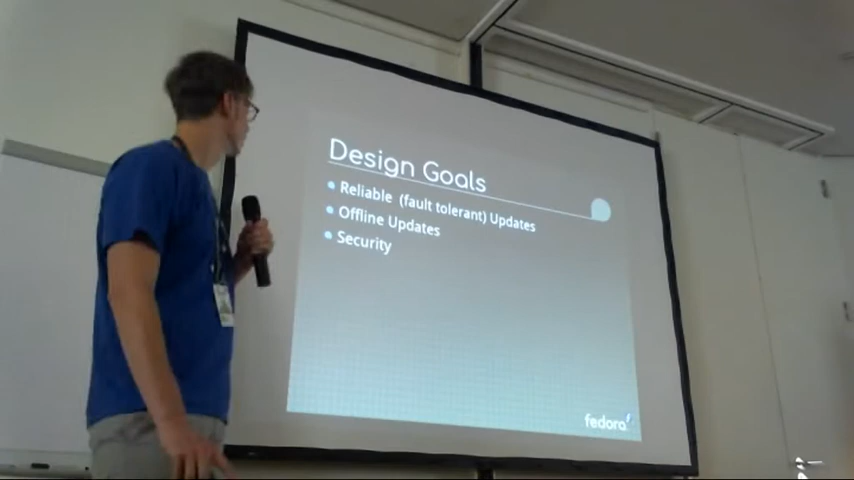 Design Goals
Reliable (fault tolerant) Updates
Offline Updates
Security
fedora